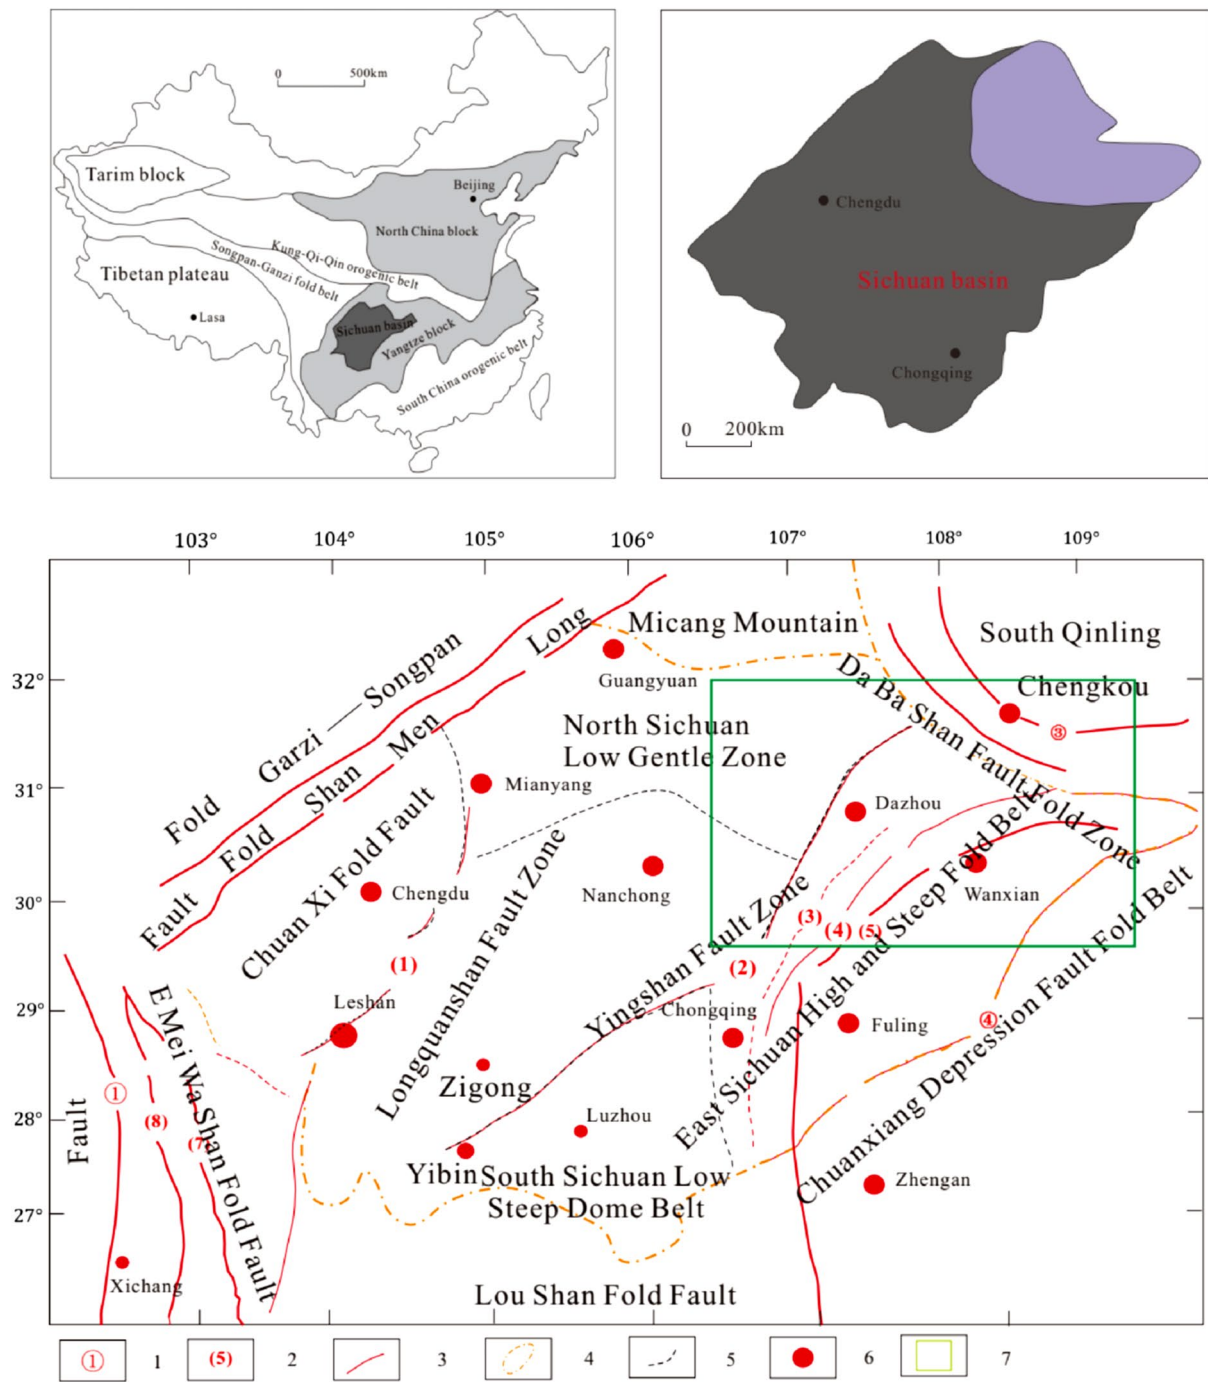 0 500km
Tarim block
Beijing
North China block
Kung-Qi-Qin orogenic belt
Songpan-Ganzi fold belt
Tibetan plateau
Lasa
Sichuan basin
Yangtze block
South China orogenic belt
Chengdu
Sichuan basin
Chongqing
0 200km
103° 104° 105° 106° 107° 108° 109°
32°
31°
30°
29°
28°
27°
Fold Garzi Songpan
Fault Fold Shan Men Long
Micang Mountain
South Qinling
Guangyuan
Chengkou
③
Da Ba Shan Fault Fold Zone
North Sichuan
Low Gentle Zone
Mianyang
Dazhou
Chuan Xi Fold Fault
Chengdu
Nanchong
Wanxian
Longquanshan Fault Zone
Yingshan Fault Zone
(1)
(2)
(3)
(4)
(5)
East Sichuan High and Steep Fold Belt
Chuanxiang Depression Fault Fold Belt
④
Leshan
Chongqing
Fuling
E Mei Wa Shan Fold Fault
Zigong
Luzhou
①
(8)
(7)
Fault
Yibin
South Sichuan Low
Steep Dome Belt
Zhengan
Xichang
Lou Shan Fold Fault
① 1 (5) 2 3 4 5 6 7